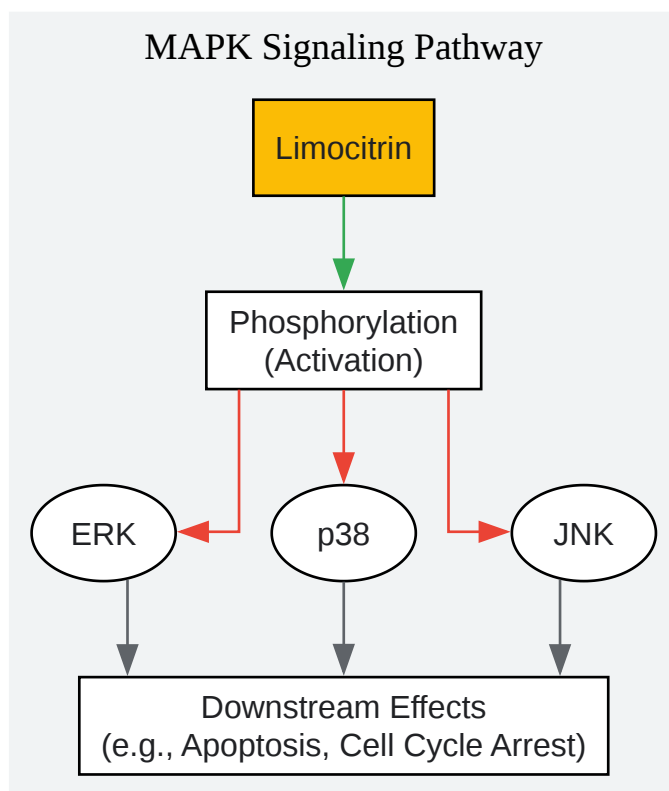 MAPK Signaling Pathway
Limocitrin
Phosphorylation
(Activation)
ERK
p38
JNK
Downstream Effects
(e.g., Apoptosis, Cell Cycle Arrest)